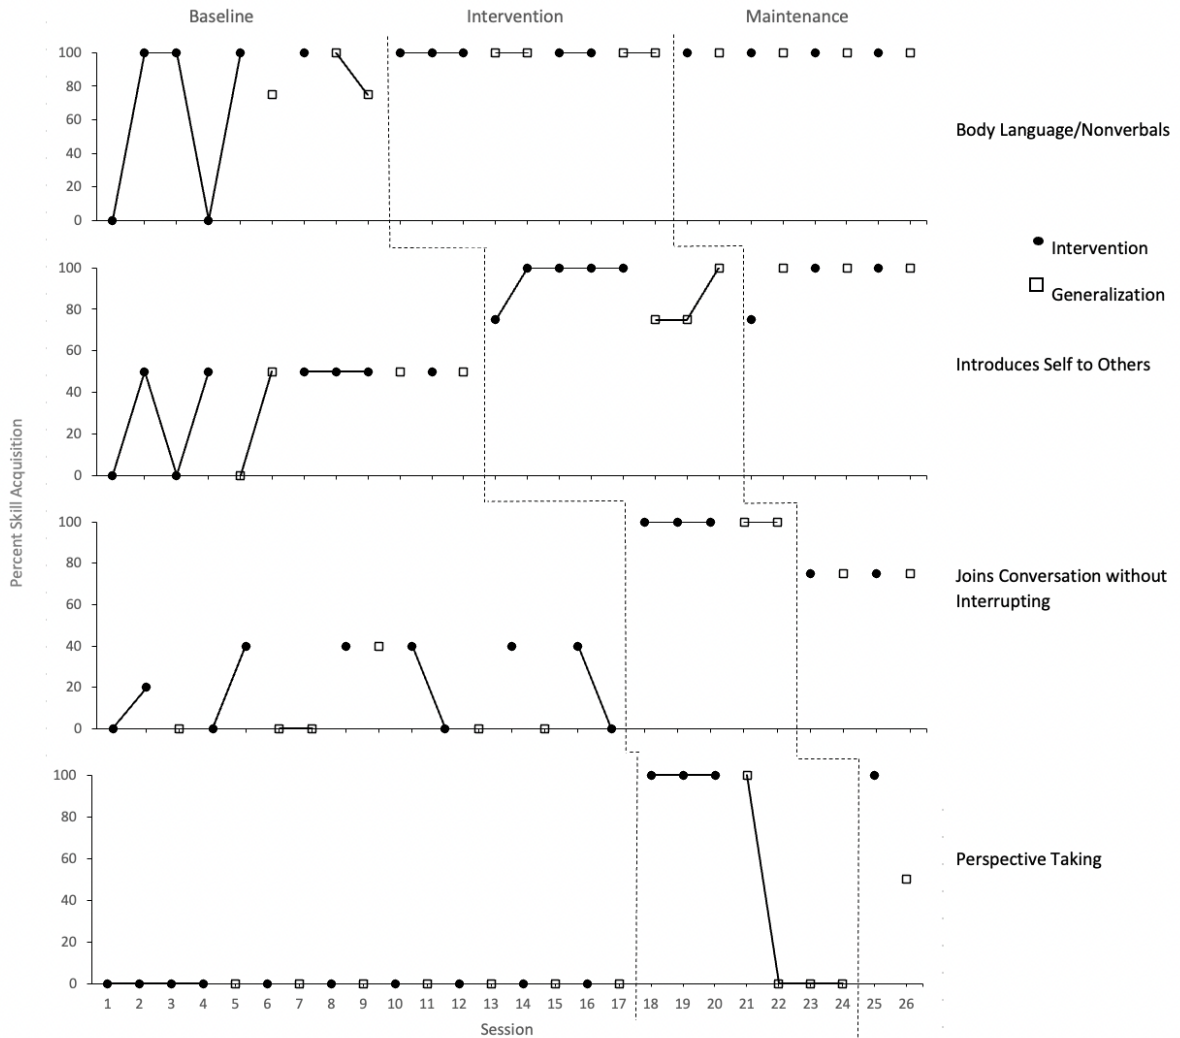 Baseline Intervention Maintenance
100
80
60
40
20
0
Body Language/Nonverbals
Intervention
Generalization
100
80
60
40
20
0
Introduces Self to Others
Percent Skill Acquisition
100
80
60
40
20
0
Joins Conversation without
Interrupting
100
80
60
40
20
0
Perspective Taking
1 2 3 4 5 6 7 8 9 10 11 12 13 14 15 16 17 18 19 20 21 22 23 24 25 26
Session